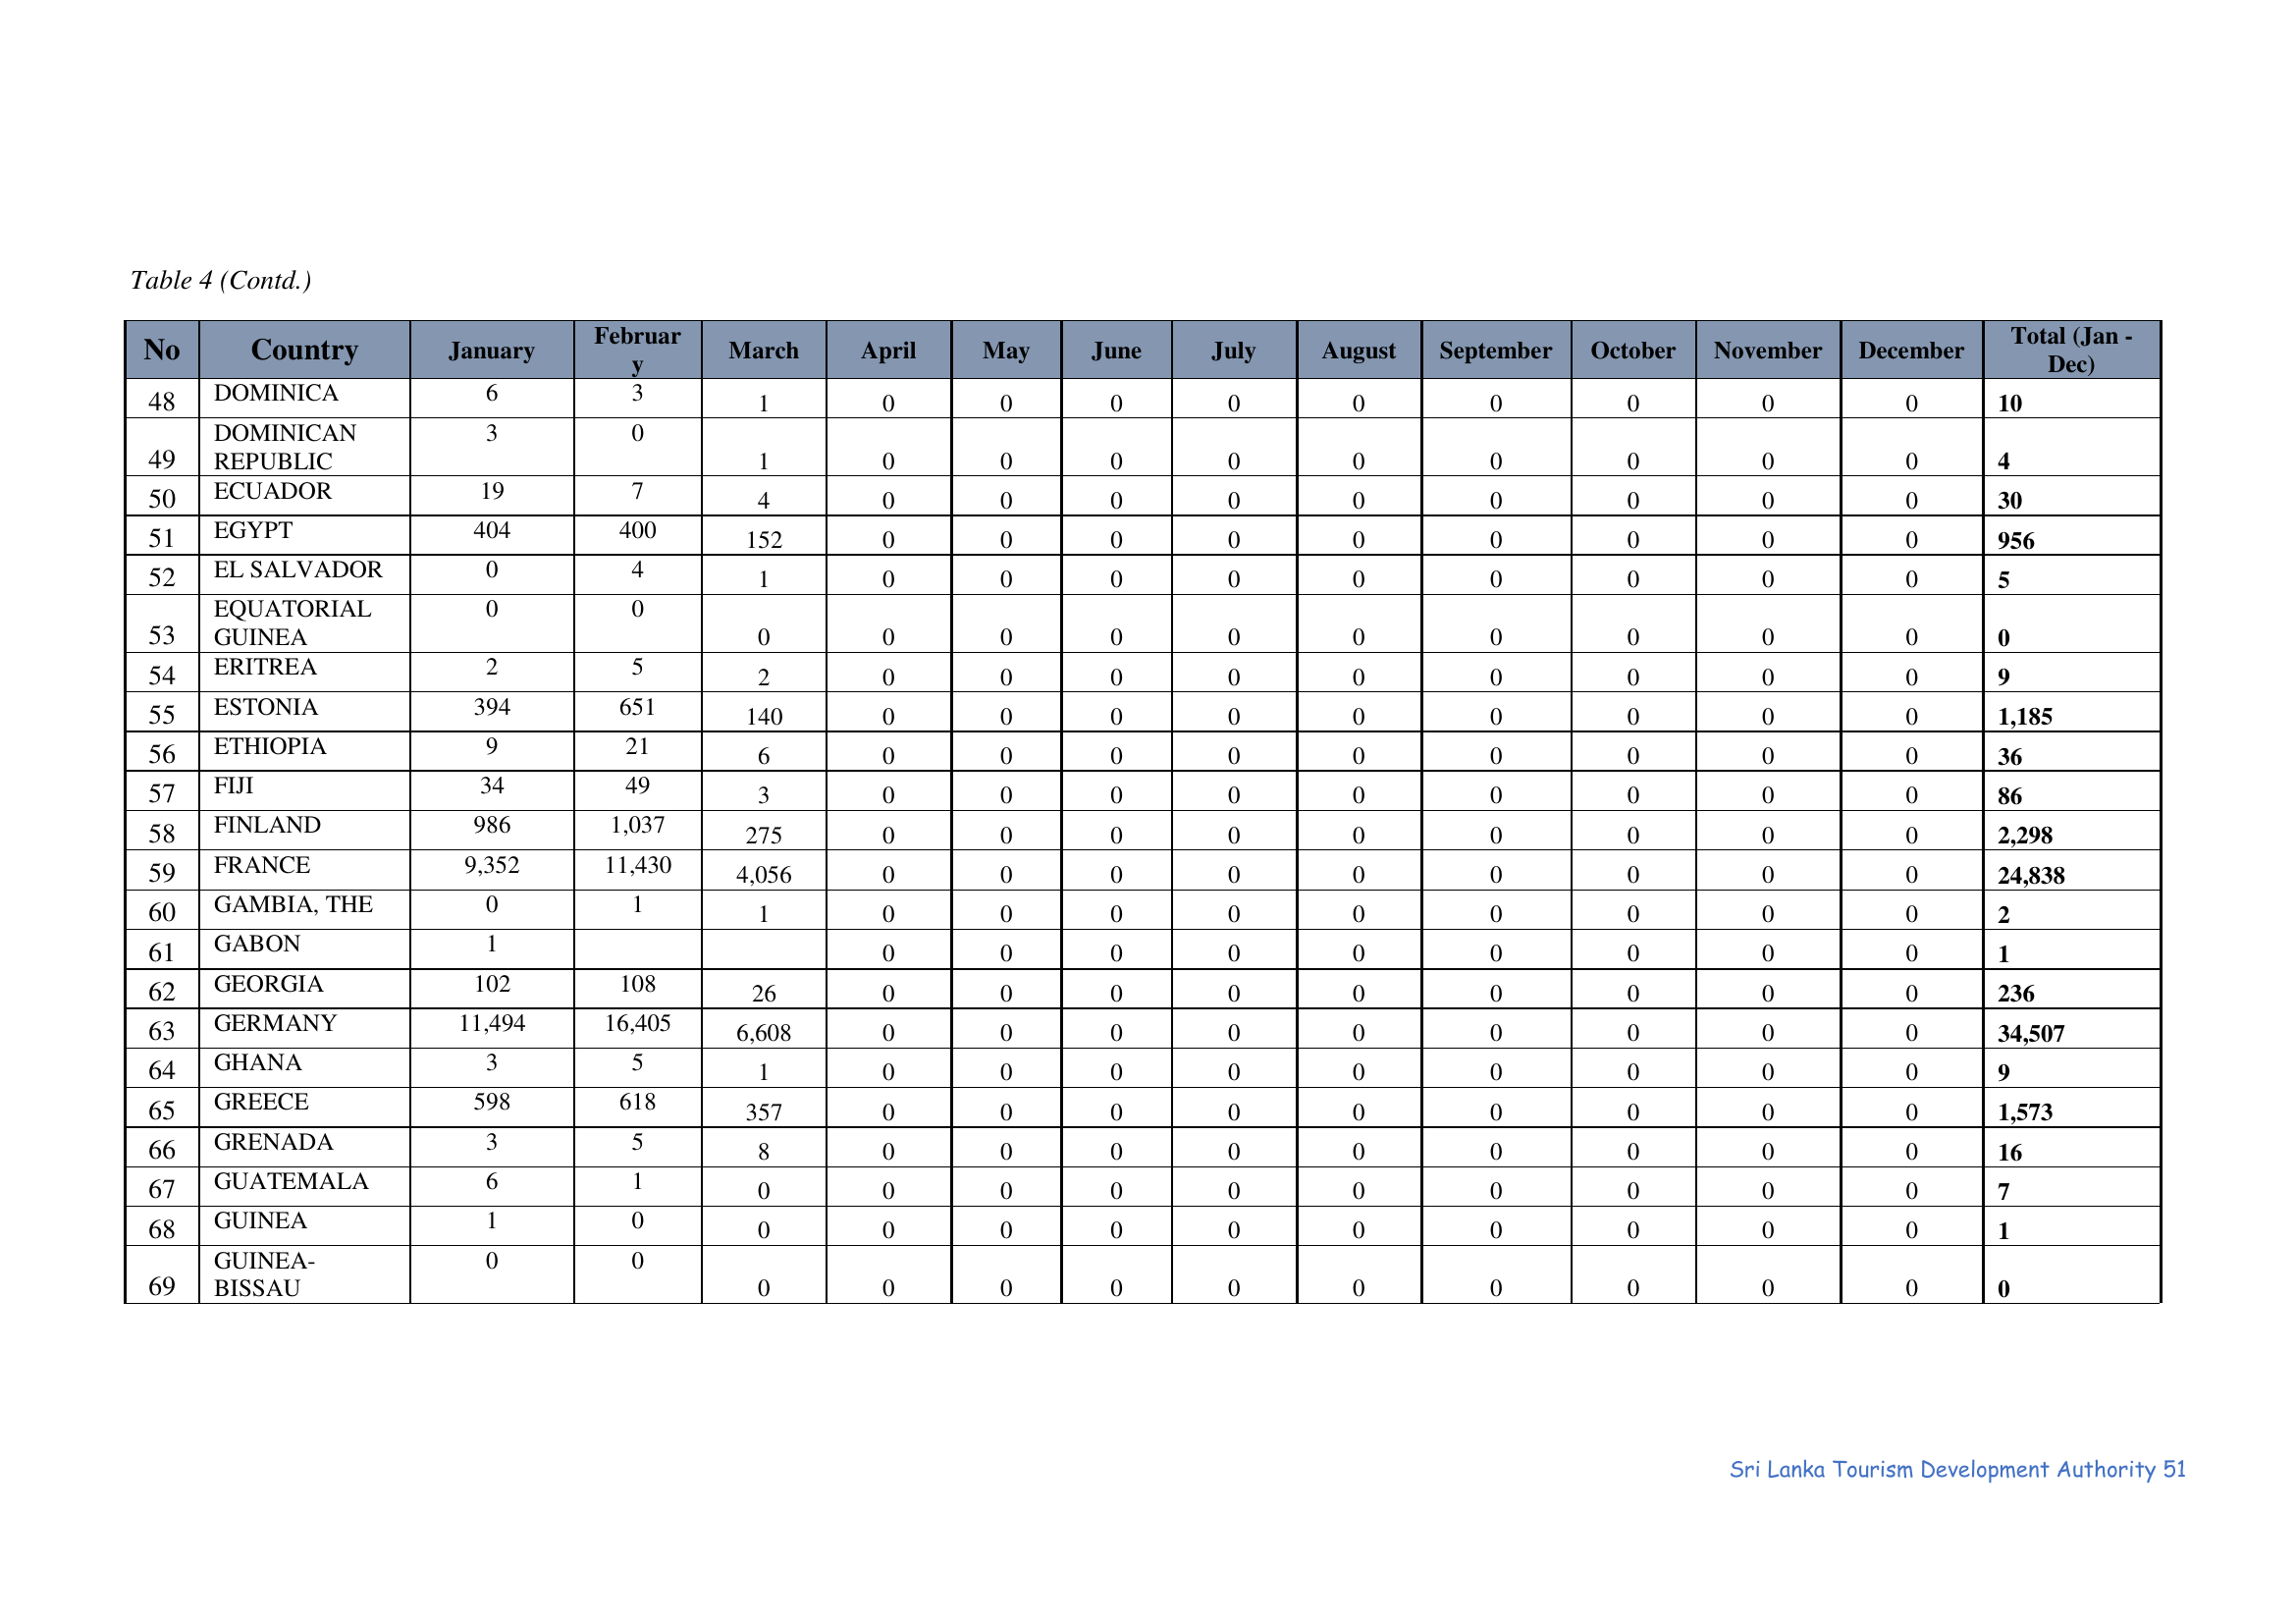 Table 4 (Contd.)
No Country January February March April May June July August September October November December Total (Jan - Dec)
48 DOMINICA 6 3 1 0 0 0 0 0 0 0 0 0 10
49 DOMINICAN REPUBLIC 3 0 1 0 0 0 0 0 0 0 0 0 4
50 ECUADOR 19 7 4 0 0 0 0 0 0 0 0 0 30
51 EGYPT 404 400 152 0 0 0 0 0 0 0 0 0 956
52 EL SALVADOR 0 4 1 0 0 0 0 0 0 0 0 0 5
53 EQUATORIAL GUINEA 0 0 0 0 0 0 0 0 0 0 0 0 0
54 ERITREA 2 5 2 0 0 0 0 0 0 0 0 0 9
55 ESTONIA 394 651 140 0 0 0 0 0 0 0 0 0 1,185
56 ETHIOPIA 9 21 6 0 0 0 0 0 0 0 0 0 36
57 FIJI 34 49 3 0 0 0 0 0 0 0 0 0 86
58 FINLAND 986 1,037 275 0 0 0 0 0 0 0 0 0 2,298
59 FRANCE 9,352 11,430 4,056 0 0 0 0 0 0 0 0 0 24,838
60 GAMBIA, THE 0 1 1 0 0 0 0 0 0 0 0 0 2
61 GABON 1 0 0 0 0 0 0 0 0 0 1
62 GEORGIA 102 108 26 0 0 0 0 0 0 0 0 0 236
63 GERMANY 11,494 16,405 6,608 0 0 0 0 0 0 0 0 0 34,507
64 GHANA 3 5 1 0 0 0 0 0 0 0 0 0 9
65 GREECE 598 618 357 0 0 0 0 0 0 0 0 0 1,573
66 GRENADA 3 5 8 0 0 0 0 0 0 0 0 0 16
67 GUATEMALA 6 1 0 0 0 0 0 0 0 0 0 0 7
68 GUINEA 1 0 0 0 0 0 0 0 0 0 0 0 1
69 GUINEA-BISSAU 0 0 0 0 0 0 0 0 0 0 0 0 0
Sri Lanka Tourism Development Authority 51